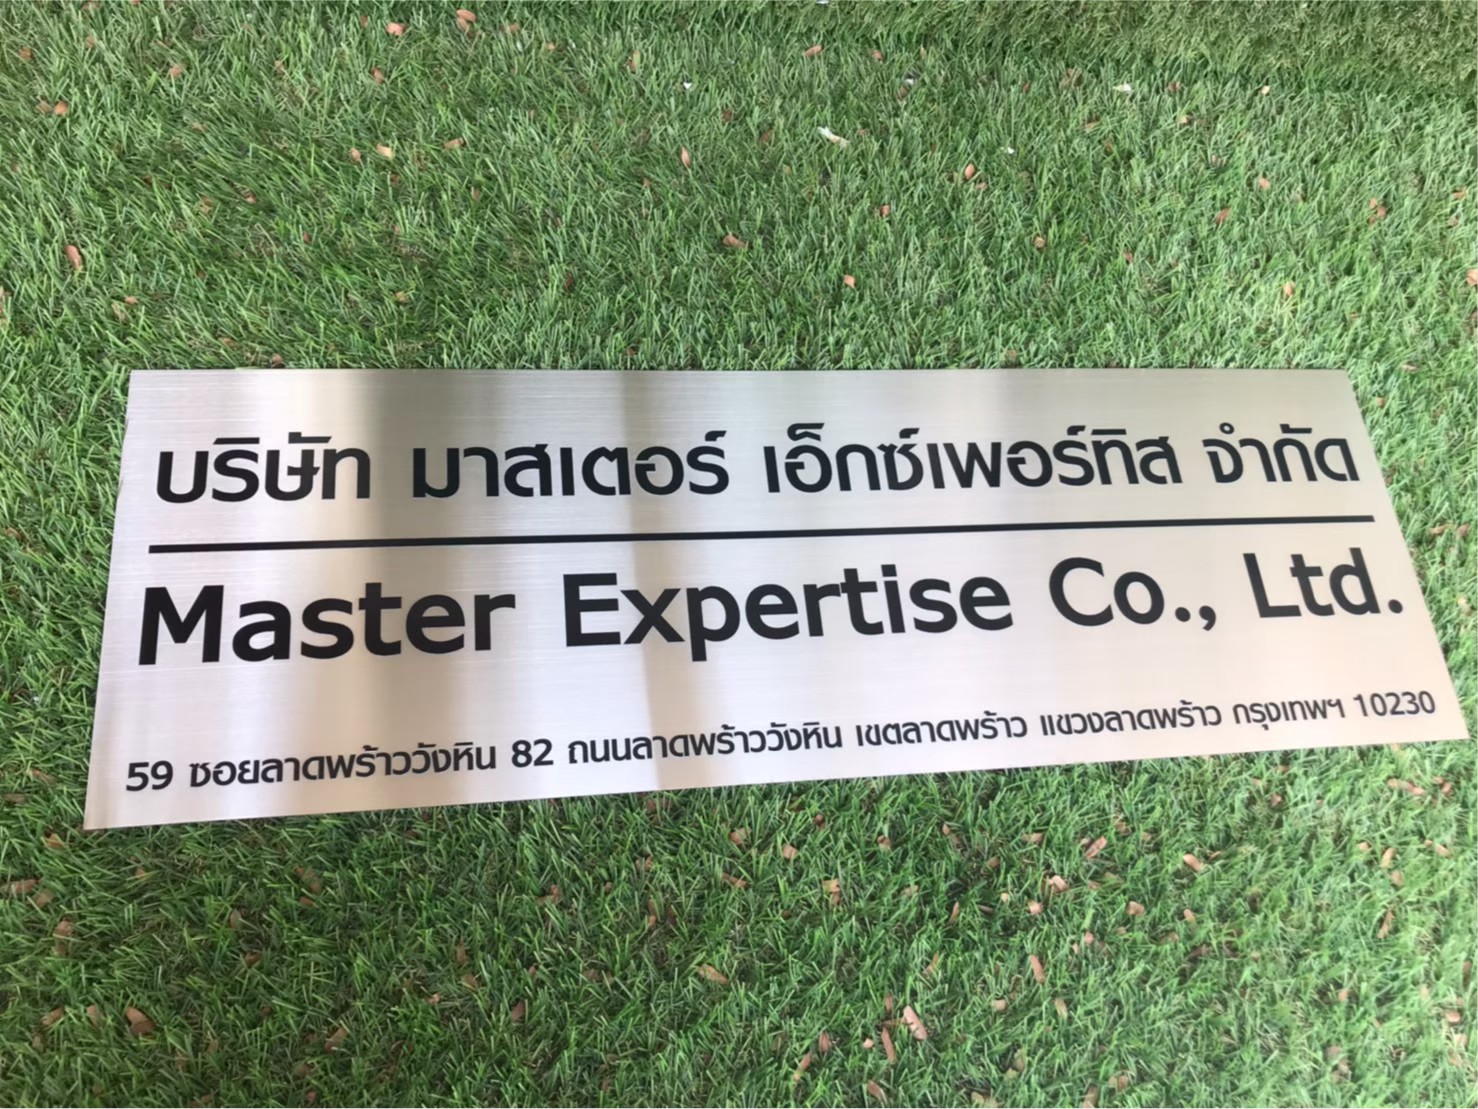 บริษัท มาสเตอร์ เอ็กซ์เพอร์ทิส จำกัด
Master Expertise Co., Ltd.
59 ซอยลาดพร้าววังหิน 82 ถนนลาดพร้าววังหิน เขตลาดพร้าว แขวงลาดพร้าว กรุงเทพฯ 10230